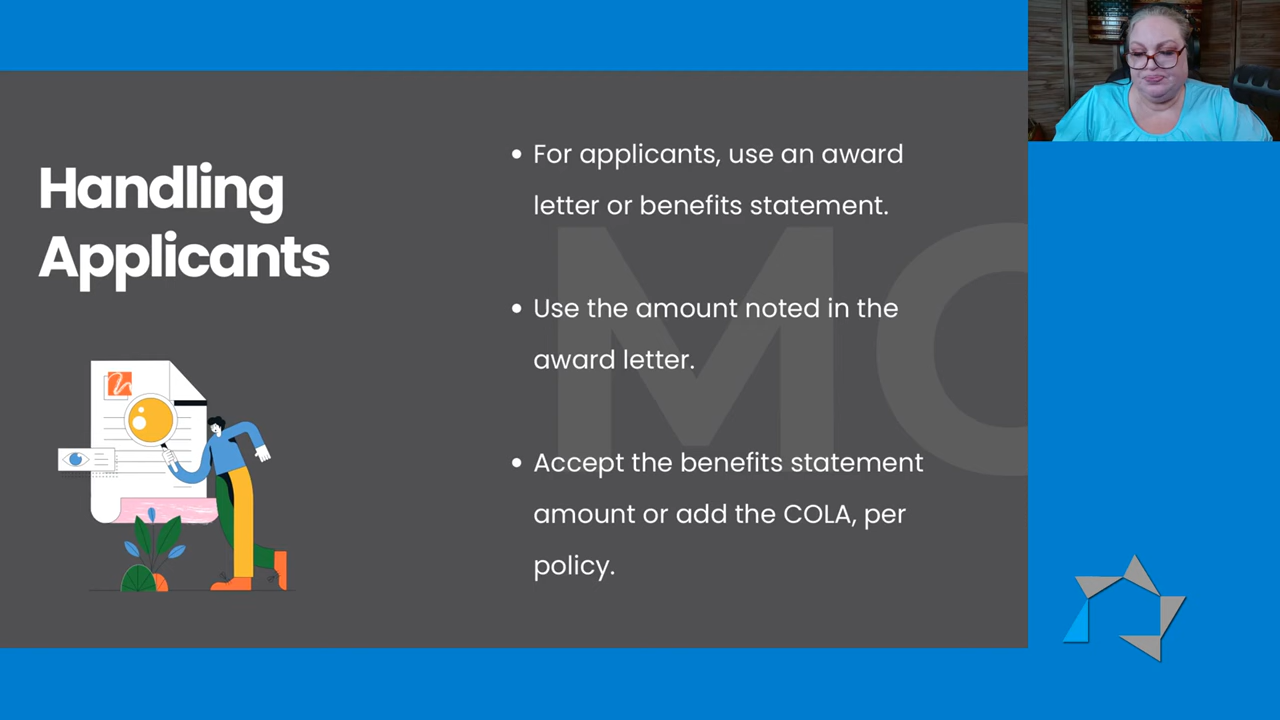 Handling
Applicants
• For applicants, use an award
letter or benefits statement.
• Use the amount noted in the
award letter.
• Accept the benefits statement
amount or add the COLA, per
policy.